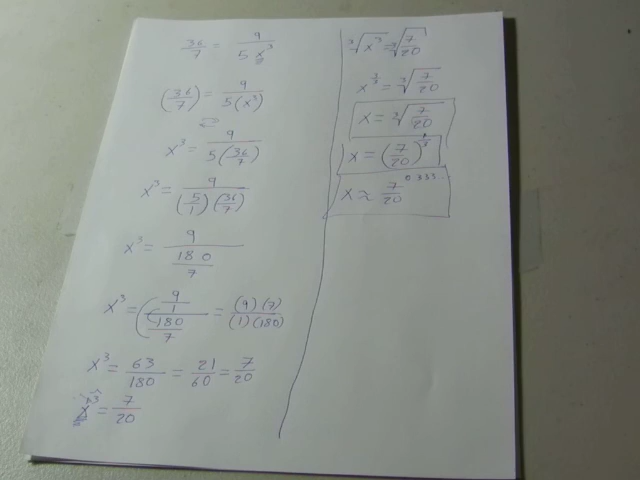 36/7 = 9/5x³
(36/7) = 9/5(x³)
x³ = 9/5(36/7)
x³ = 9/(5/1)(36/7)
x³ = 9/(180/7)
x³ = (9/1)/(180/7) = (9)(7)/(1)(180)
x³ = 63/180 = 21/60 = 7/20
x³ = 7/20
∛x³ = ∛7/20
x^3/3 = ∛7/20
x = ∛7/20
x = (7/20)^1/3
x ≈ 7/20^0.333